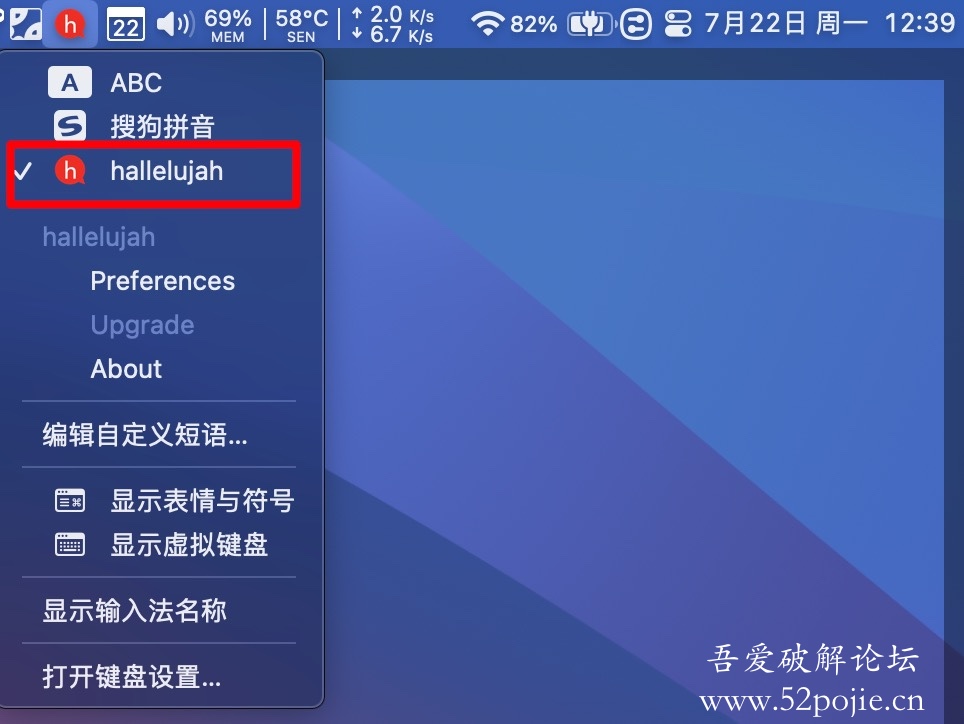 h 22 69% MEM 58°C SEN ↑ 2.0 K/s ↓ 6.7 K/s 82% 7月22日 周一 12:39
A ABC
S 搜狗拼音
✓ h hallelujah
hallelujah
Preferences
Upgrade
About
编辑自定义短语...
显示表情与符号
显示虚拟键盘
显示输入法名称
打开键盘设置...
吾爱破解论坛
www.52pojie.cn